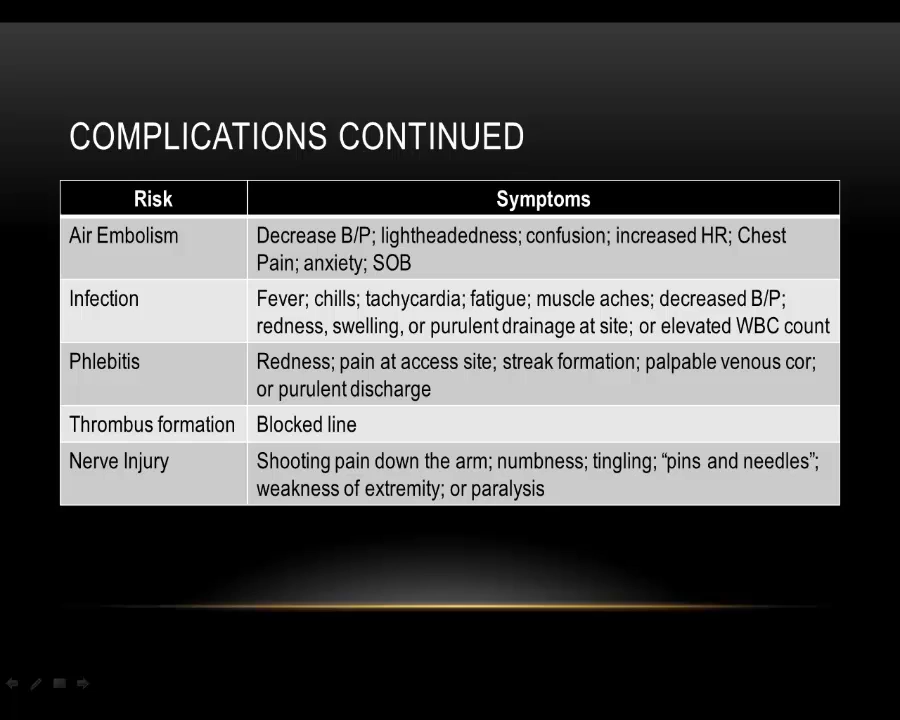 COMPLICATIONS CONTINUED
Risk Symptoms
Air Embolism Decrease B/P; lightheadedness; confusion; increased HR; Chest
Pain; anxiety; SOB
Infection Fever; chills; tachycardia; fatigue; muscle aches; decreased B/P;
redness, swelling, or purulent drainage at site; or elevated WBC count
Phlebitis Redness; pain at access site; streak formation; palpable venous cor;
or purulent discharge
Thrombus formation Blocked line
Nerve Injury Shooting pain down the arm; numbness; tingling; “pins and needles”;
weakness of extremity; or paralysis